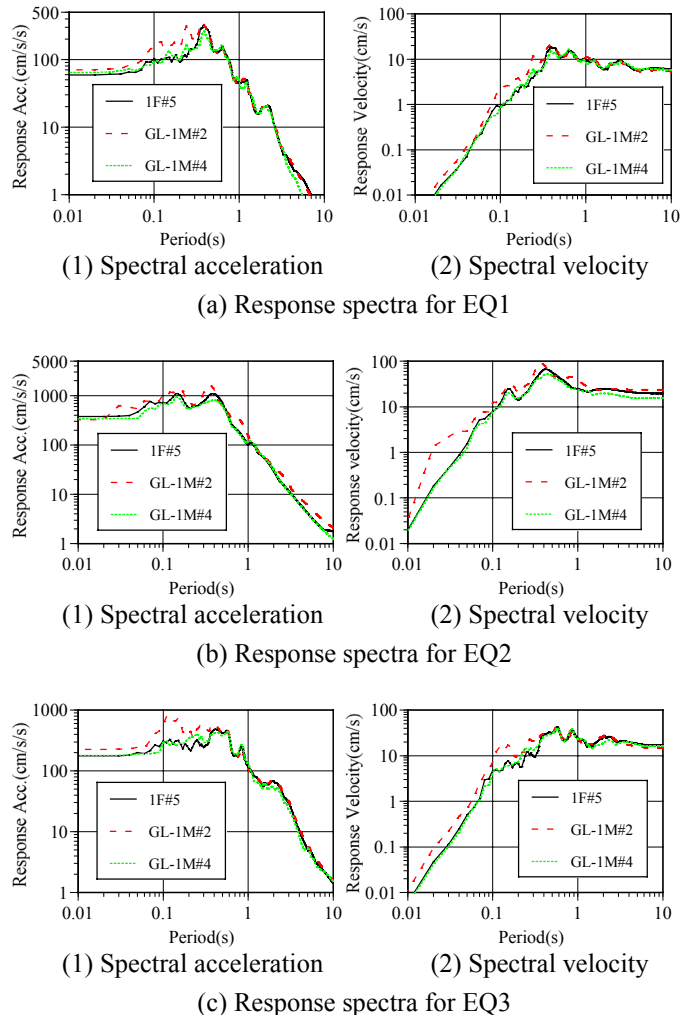 500
100
10
1
Response Acc.(cm/s/s)
1F#5
GL-1M#2
GL-1M#4
0.01 0.1 1 10
Period(s)
(1) Spectral acceleration
100
10
1
0.1
0.01
Response Velocity(cm/s)
1F#5
GL-1M#2
GL-1M#4
0.01 0.1 1 10
Period(s)
(2) Spectral velocity
(a) Response spectra for EQ1
5000
1000
100
10
1
Response Acc.(cm/s/s)
1F#5
GL-1M#2
GL-1M#4
0.01 0.1 1 10
Period(s)
(1) Spectral acceleration
100
10
1
0.1
0.01
Response velocity(cm/s)
1F#5
GL-1M#2
GL-1M#4
0.01 0.1 1 10
Period(s)
(2) Spectral velocity
(b) Response spectra for EQ2
1000
100
10
1
Response Acc.(cm/s/s)
1F#5
GL-1M#2
GL-1M#4
0.01 0.1 1 10
Period(s)
(1) Spectral acceleration
100
10
1
0.1
0.01
Response Velocity(cm/s)
1F#5
GL-1M#2
GL-1M#4
0.01 0.1 1 10
Period(s)
(2) Spectral velocity
(c) Response spectra for EQ3